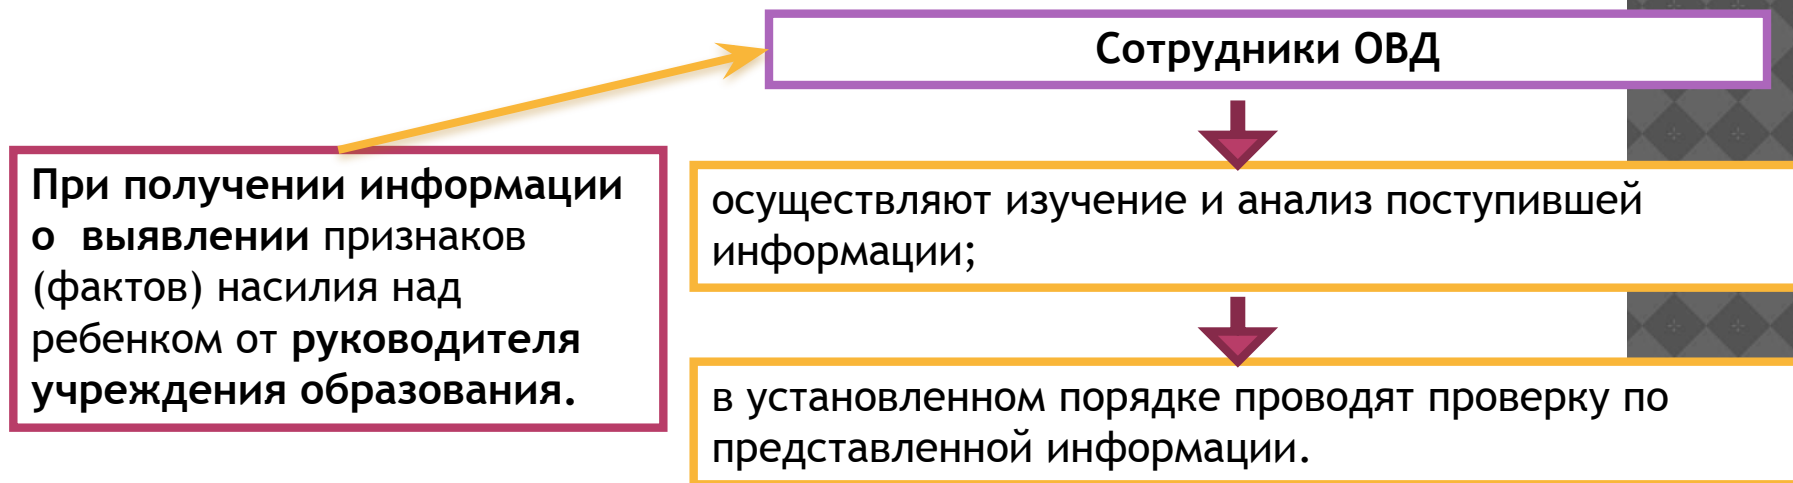 Сотрудники ОВД
При получении информации
о  выявлении признаков
(фактов) насилия над
ребенком от руководителя
учреждения образования.
осуществляют изучение и анализ поступившей
информации;
в установленном порядке проводят проверку по
представленной информации.